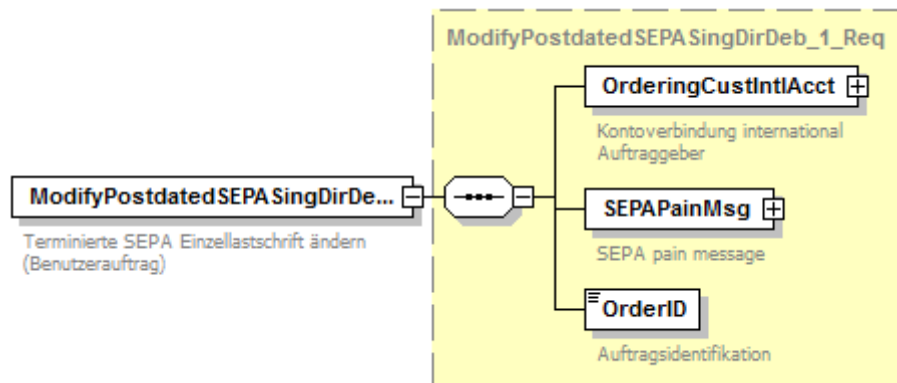 ModifyPostdatedSEPASingDirDeb_1_Req
OrderingCustIntlAcct
Kontoverbindung international
Auftraggeber
ModifyPostdatedSEPASingDirDe...
Terminierte SEPA Einzellastschrift ändern
(Benutzerauftrag)
SEPAPainMsg
SEPA pain message
OrderID
Auftragsidentifikation